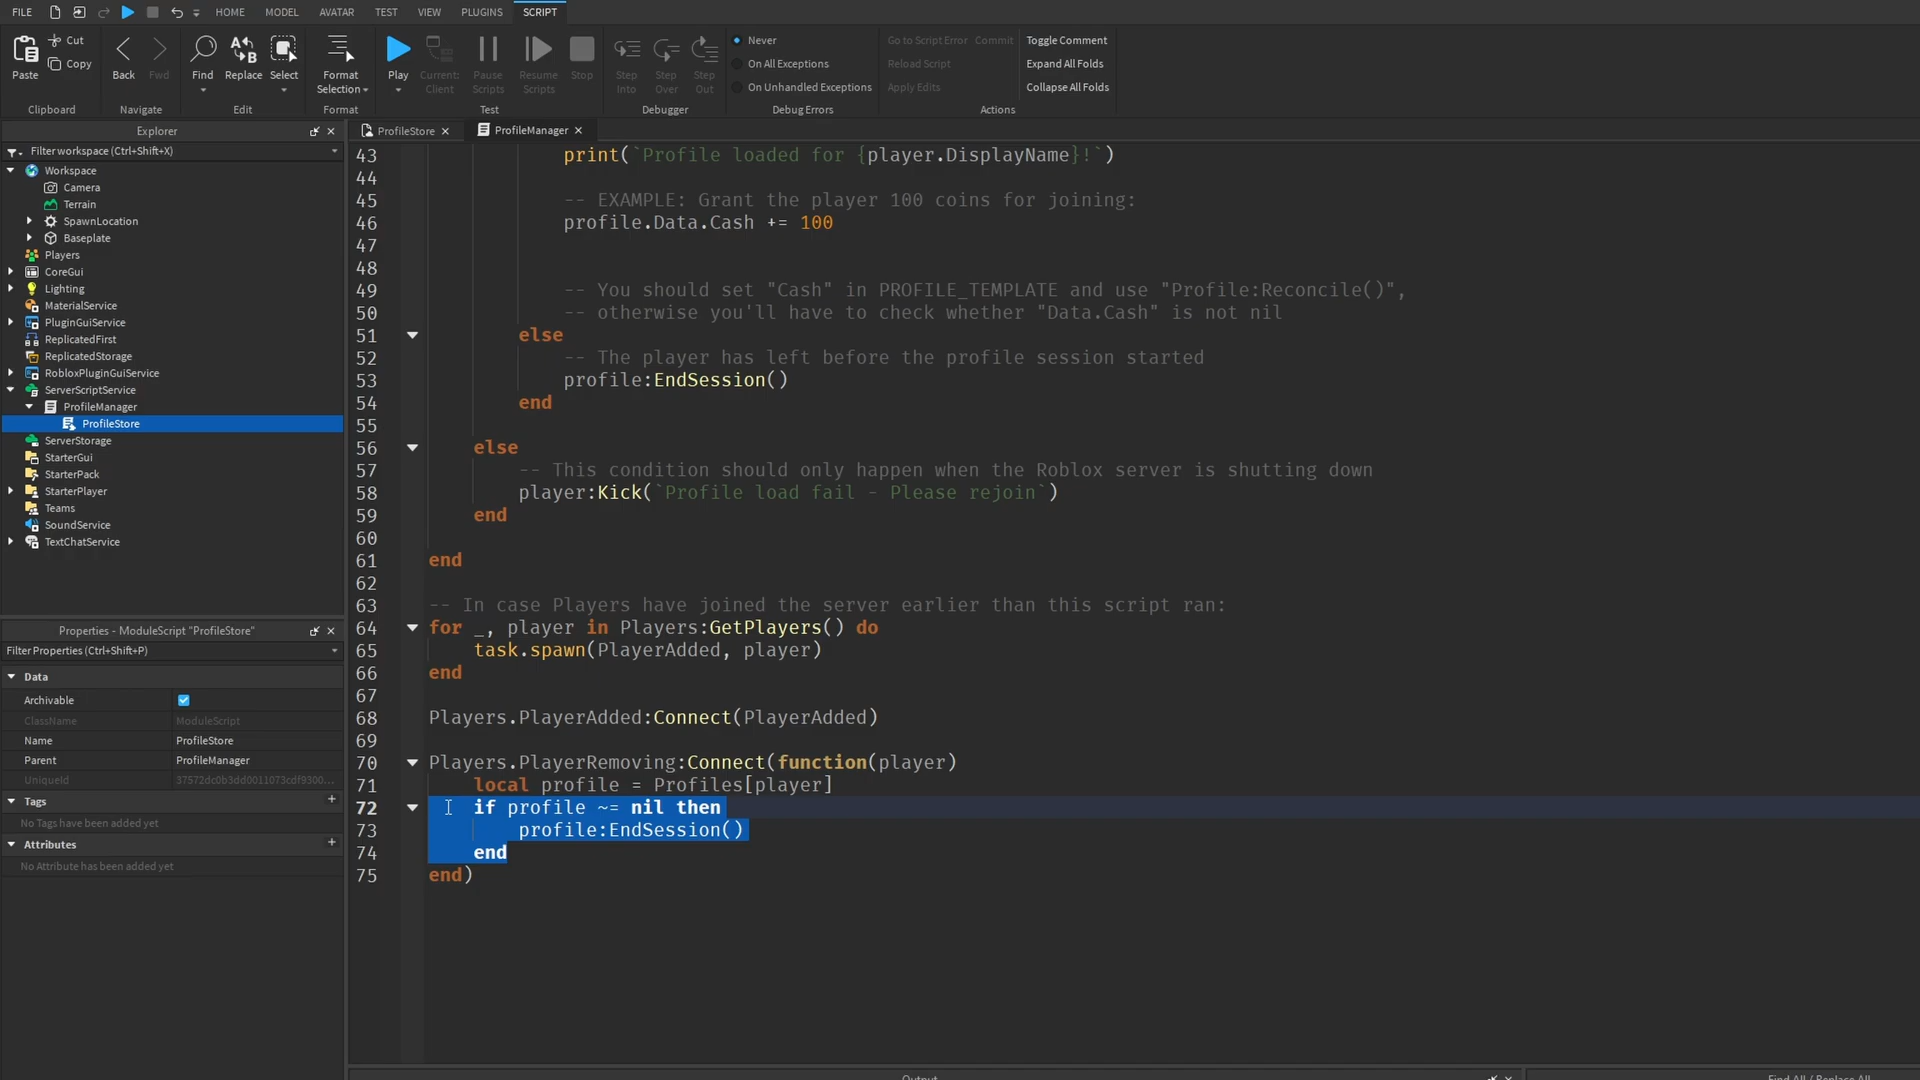 FILE HOME MODEL AVATAR TEST VIEW PLUGINS SCRIPT
Paste Cut Copy Back Fwd Find Replace Select Format Selection Play Current: Client Pause Scripts Resume Scripts Stop Step Into Step Over Step Out Never On All Exceptions On Unhandled Exceptions Go to Script Error Commit Reload Script Apply Edits Toggle Comment Expand All Folds Collapse All Folds
Clipboard Navigate Edit Format Test Debugger Debug Errors Actions
Explorer
Filter workspace (Ctrl+Shift+X)
Workspace
Camera
Terrain
SpawnLocation
Baseplate
Players
CoreGui
Lighting
MaterialService
PluginGuiService
ReplicatedFirst
ReplicatedStorage
RobloxPluginGuiService
ServerScriptService
ProfileManager
ProfileStore
ServerStorage
StarterGui
StarterPack
StarterPlayer
Teams
SoundService
TextChatService
Properties - ModuleScript "ProfileStore"
Filter Properties (Ctrl+Shift+P)
Data
Archivable
ClassName ModuleScript
Name ProfileStore
Parent ProfileManager
UniqueId 37572dc0b3dd0011073cdf9300...
Tags +
No Tags have been added yet
Attributes +
No Attribute has been added yet
ProfileStore × ProfileManager ×
43 print(`Profile loaded for {player.DisplayName}!`)
44
45 -- EXAMPLE: Grant the player 100 coins for joining:
46 profile.Data.Cash += 100
47
48
49 -- You should set "Cash" in PROFILE_TEMPLATE and use "Profile:Reconcile()",
50 -- otherwise you'll have to check whether "Data.Cash" is not nil
51 else
52 -- The player has left before the profile session started
53 profile:EndSession()
54 end
55
56 else
57 -- This condition should only happen when the Roblox server is shutting down
58 player:Kick(`Profile load fail - Please rejoin`)
59 end
60
61 end
62
63 -- In case Players have joined the server earlier than this script ran:
64 for _, player in Players:GetPlayers() do
65 task.spawn(PlayerAdded, player)
66 end
67
68 Players.PlayerAdded:Connect(PlayerAdded)
69
70 Players.PlayerRemoving:Connect(function(player)
71 local profile = Profiles[player]
72 if profile ~= nil then
73 profile:EndSession()
74 end
75 end)
Output
Find All / Replace All